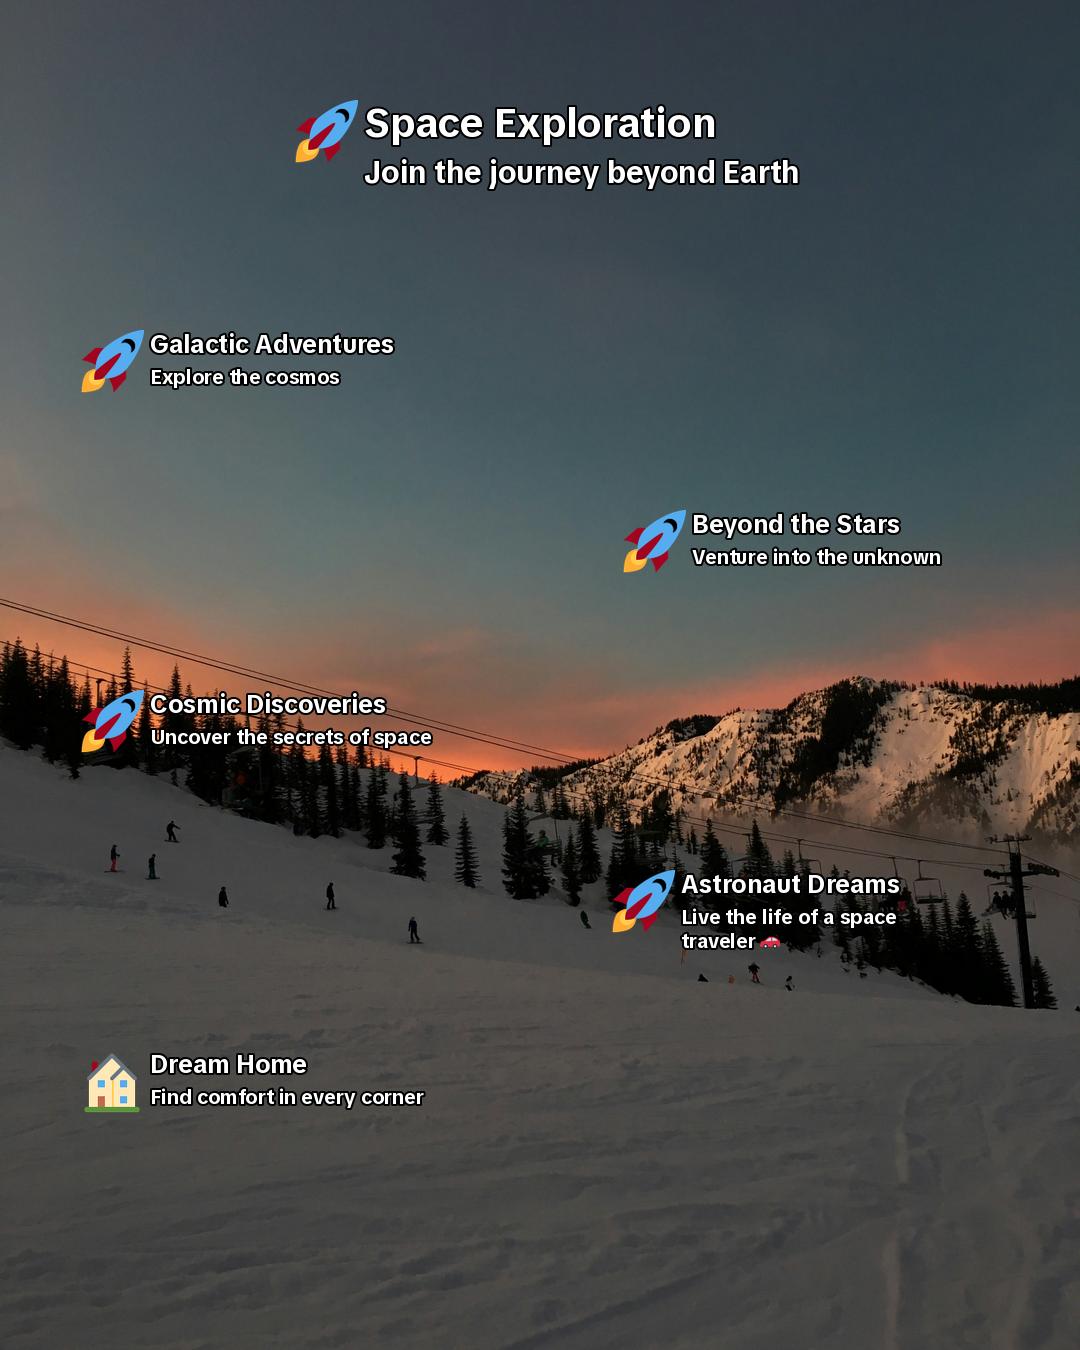 Space Exploration
Join the journey beyond Earth
Galactic Adventures
Explore the cosmos
Beyond the Stars
Venture into the unknown
Cosmic Discoveries
Uncover the secrets of space
Astronaut Dreams
Live the life of a space
traveler 🚗
Dream Home
Find comfort in every corner